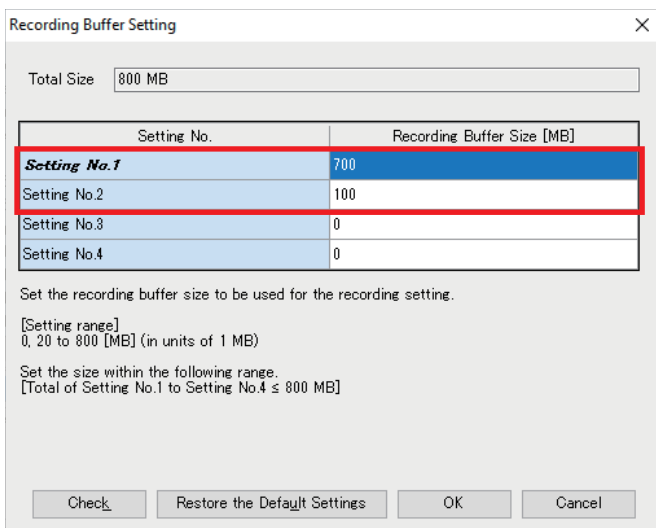 Recording Buffer Setting
Total Size 800 MB
Setting No. Recording Buffer Size [MB]
Setting No.1 700
Setting No.2 100
Setting No.3 0
Setting No.4 0
Set the recording buffer size to be used for the recording setting.
[Setting range]
0, 20 to 800 [MB] (in units of 1 MB)
Set the size within the following range.
[Total of Setting No.1 to Setting No.4 ≤ 800 MB]
Check Restore the Default Settings OK Cancel